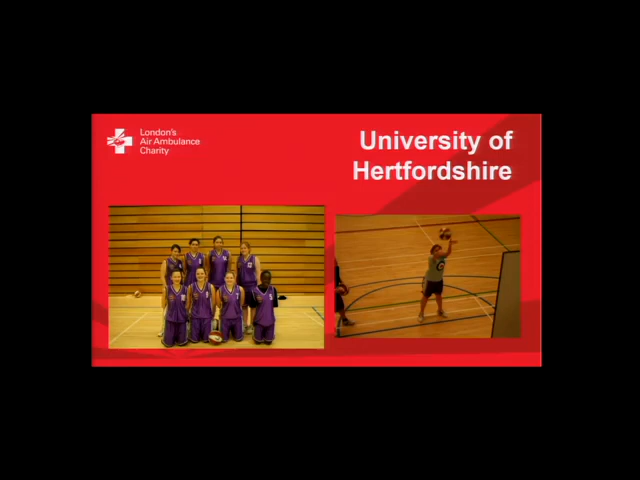 London's
Air Ambulance
Charity
University of
Hertfordshire